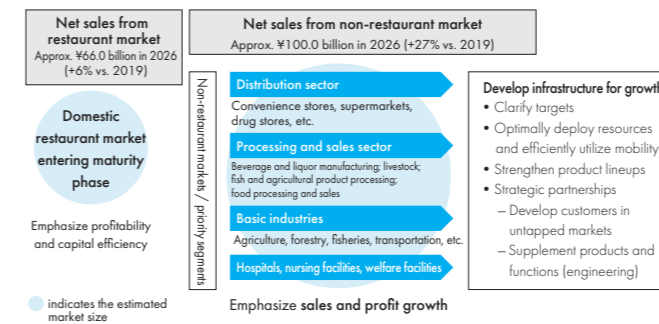 Net sales from
restaurant market
Approx. ¥66.0 billion in 2026
(+6% vs. 2019)
Net sales from non-restaurant market
Approx. ¥100.0 billion in 2026 (+27% vs. 2019)
Domestic
restaurant market
entering maturity
phase
Emphasize profitability
and capital efficiency
indicates the estimated
market size
Non-restaurant markets / priority segments
Distribution sector
Convenience stores, supermarkets,
drug stores, etc.
Processing and sales sector
Beverage and liquor manufacturing; livestock;
fish and agricultural product processing;
food processing and sales
Basic industries
Agriculture, forestry, fisheries, transportation, etc.
Hospitals, nursing facilities, welfare facilities
Emphasize sales and profit growth
Develop infrastructure for growth
• Clarify targets
• Optimally deploy resources
and efficiently utilize mobility
• Strengthen product lineups
• Strategic partnerships
– Develop customers in
untapped markets
– Supplement products and
functions (engineering)